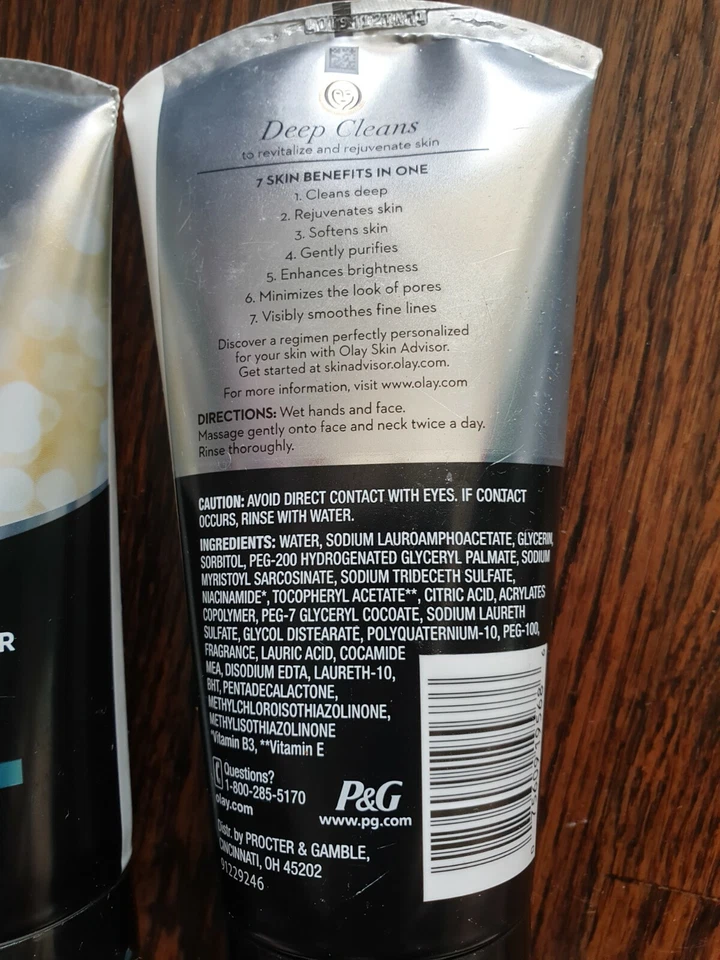 Deep Cleans
to revitalize and rejuvenate skin
7 SKIN BENEFITS IN ONE
1. Cleans deep
2. Rejuvenates skin
3. Softens skin
4. Gently purifies
5. Enhances brightness
6. Minimizes the look of pores
7. Visibly smoothes fine lines
Discover a regimen perfectly personalized
for your skin with Olay Skin Advisor.
Get started at skinadvisor.olay.com.
For more information, visit www.olay.com
DIRECTIONS: Wet hands and face.
Massage gently onto face and neck twice a day.
Rinse thoroughly.
CAUTION: AVOID DIRECT CONTACT WITH EYES. IF CONTACT
OCCURS, RINSE WITH WATER.
INGREDIENTS: WATER, SODIUM LAUROAMPHOACETATE, GLYCERIN,
SORBITOL, PEG-200 HYDROGENATED GLYCERYL PALMATE, SODIUM
MYRISTOYL SARCOSINATE, SODIUM TRIDECETH SULFATE,
NIACINAMIDE*, TOCOPHERYL ACETATE**, CITRIC ACID, ACRYLATES
COPOLYMER, PEG-7 GLYCERYL COCOATE, SODIUM LAURETH
SULFATE, GLYCOL DISTEARATE, POLYQUATERNIUM-10, PEG-100,
FRAGRANCE, LAURIC ACID, COCAMIDE
MEA, DISODIUM EDTA, LAURETH-10,
BHT, PENTADECALACTONE,
METHYLCHLOROISOTHIAZOLINONE,
METHYLISOTHIAZOLINONE
*Vitamin B3, **Vitamin E
Questions?
1-800-285-5170
olay.com
P&G
www.pg.com
Distr. by PROCTER & GAMBLE,
CINCINNATI, OH 45202
91229246
R